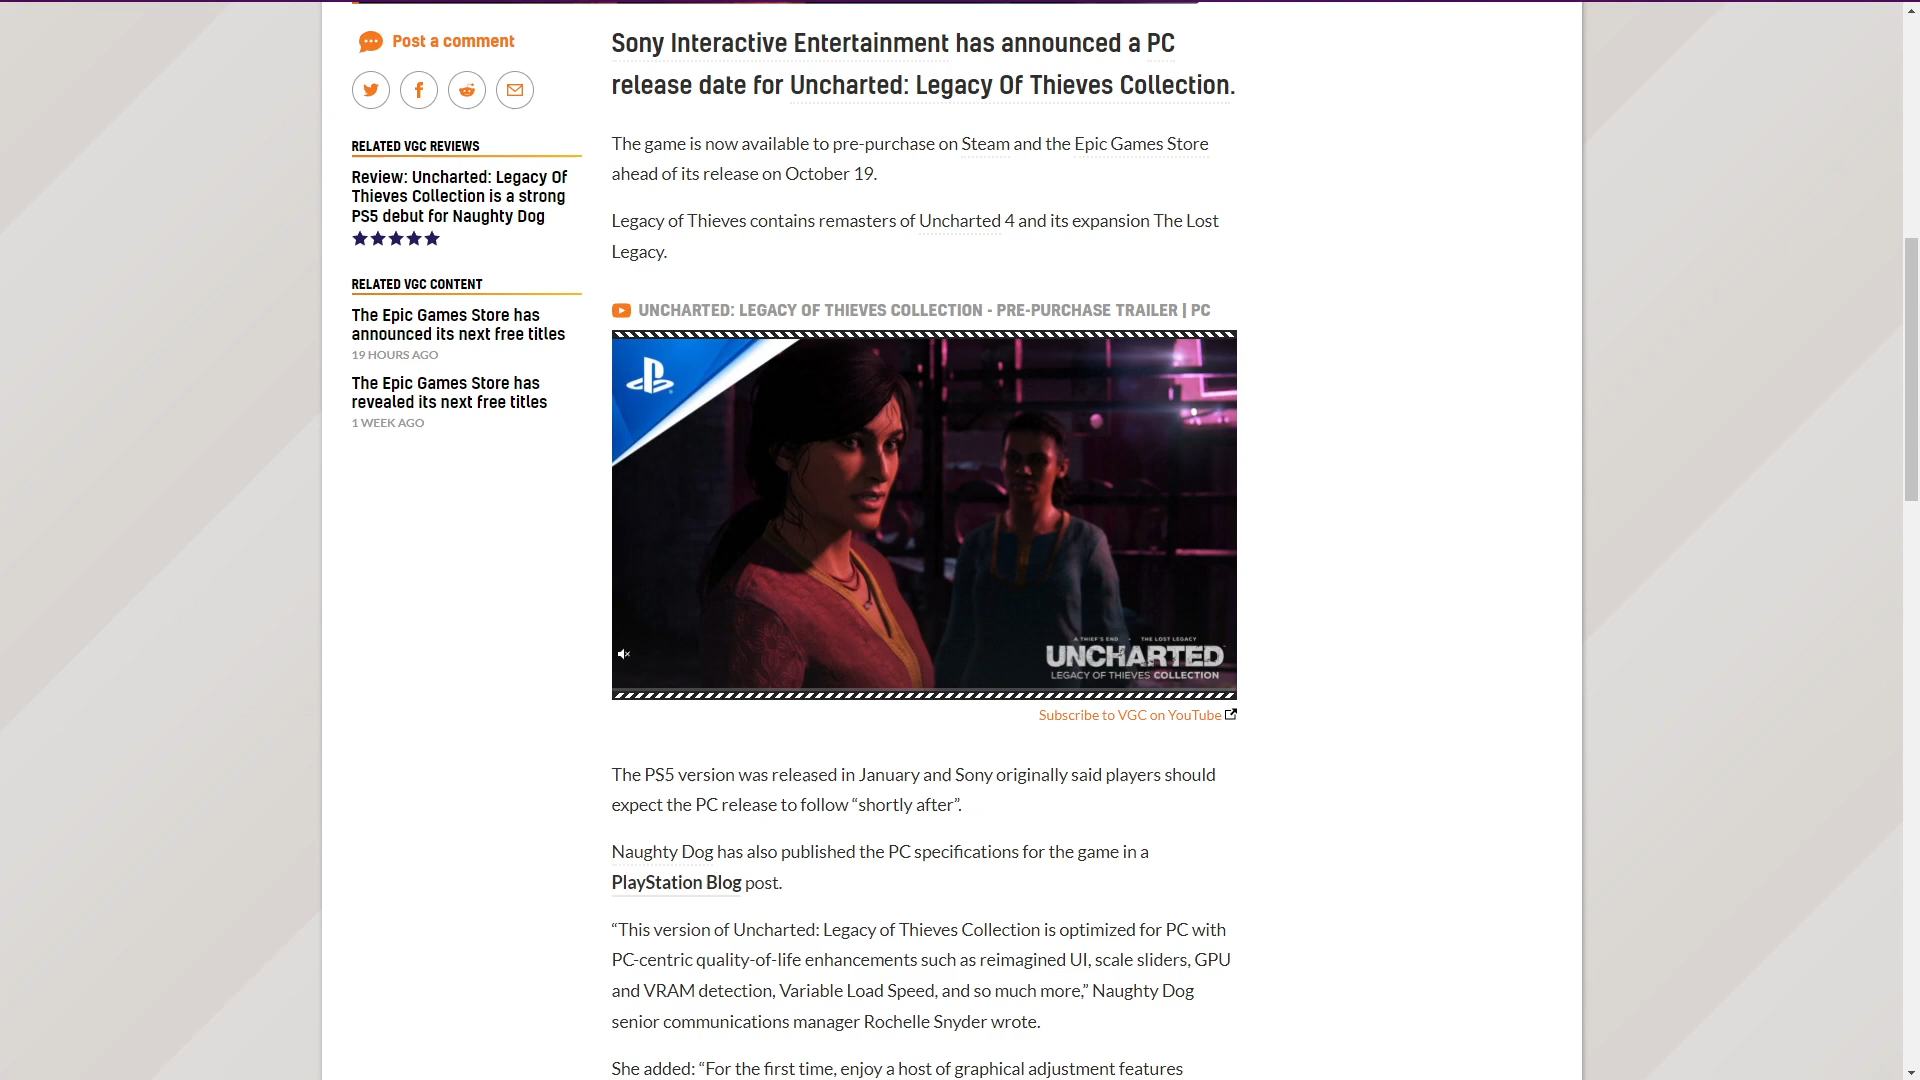 Post a comment
RELATED VGC REVIEWS
Review: Uncharted: Legacy Of
Thieves Collection is a strong
PS5 debut for Naughty Dog
RELATED VGC CONTENT
The Epic Games Store has
announced its next free titles
19 HOURS AGO
The Epic Games Store has
revealed its next free titles
1 WEEK AGO
Sony Interactive Entertainment has announced a PC
release date for Uncharted: Legacy Of Thieves Collection.
The game is now available to pre-purchase on Steam and the Epic Games Store
ahead of its release on October 19.
Legacy of Thieves contains remasters of Uncharted 4 and its expansion The Lost
Legacy.
UNCHARTED: LEGACY OF THIEVES COLLECTION - PRE-PURCHASE TRAILER | PC
A THIEF'S END • THE LOST LEGACY
UNCHARTED
LEGACY OF THIEVES COLLECTION
Subscribe to VGC on YouTube
The PS5 version was released in January and Sony originally said players should
expect the PC release to follow “shortly after”.
Naughty Dog has also published the PC specifications for the game in a
PlayStation Blog post.
“This version of Uncharted: Legacy of Thieves Collection is optimized for PC with
PC-centric quality-of-life enhancements such as reimagined UI, scale sliders, GPU
and VRAM detection, Variable Load Speed, and so much more,” Naughty Dog
senior communications manager Rochelle Snyder wrote.
She added: “For the first time, enjoy a host of graphical adjustment features